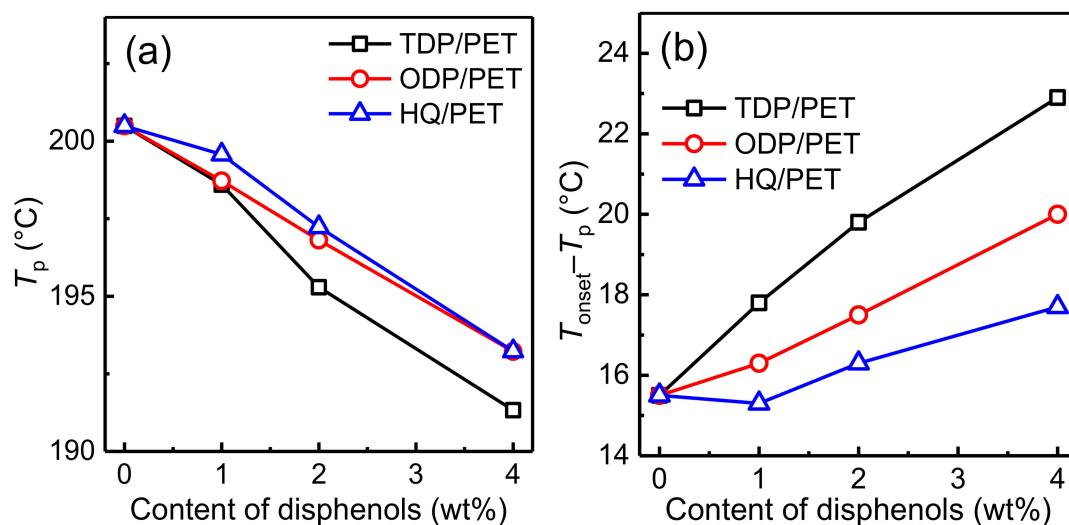 (a)
TDP/PET
ODP/PET
HQ/PET
200
195
190
Tp (°C)
0 1 2 3 4
Content of disphenols (wt%)
(b)
TDP/PET
ODP/PET
HQ/PET
24
22
20
18
16
14
Tonset–Tp (°C)
0 1 2 3 4
Content of disphenols (wt%)